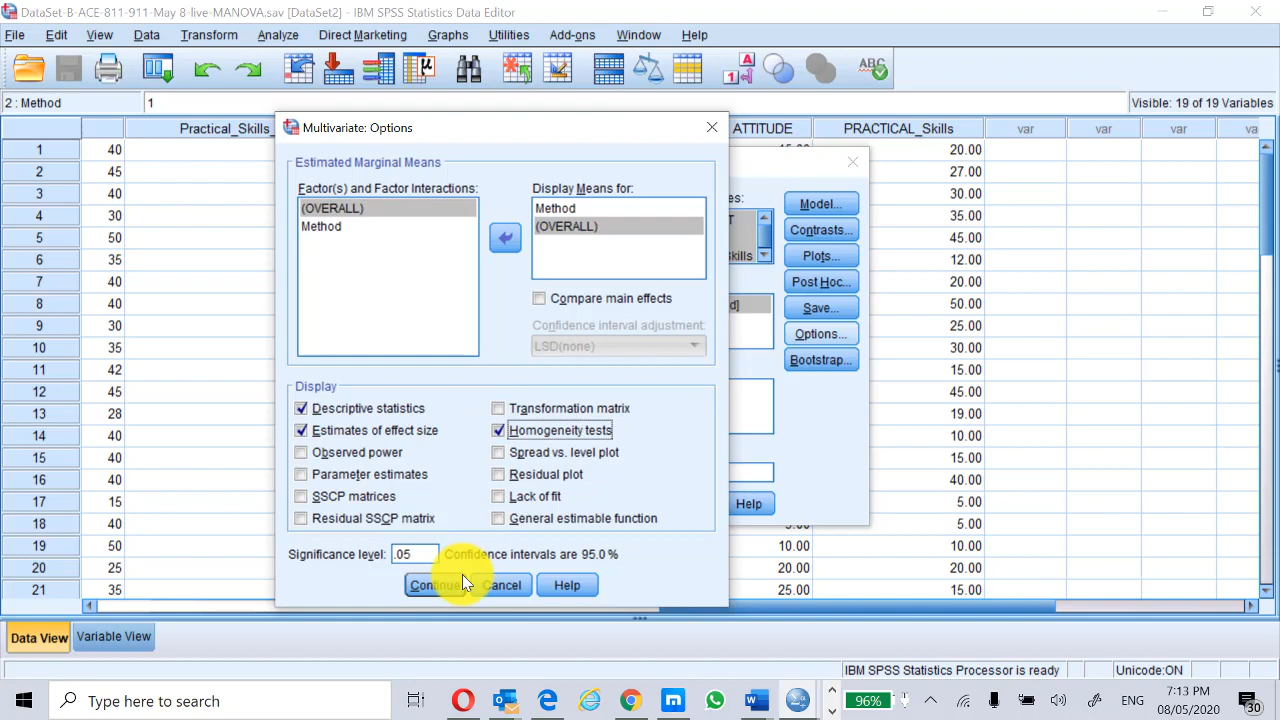 DataSet-B-ACE-811-911-May 8-live-MANOVA.sav [DataSet2] - IBM SPSS Statistics Data Editor
File Edit View Data Transform Analyze Direct Marketing Graphs Utilities Add-ons Window Help
2 : Method 1 Visible: 19 of 19 Variables
Practical_Skills_ ATTITUDE PRACTICAL_Skills var var var va
Multivariate: Options
Estimated Marginal Means
Factor(s) and Factor Interactions:
(OVERALL)
Method
Display Means for:
Method
(OVERALL)
Compare main effects
Confidence interval adjustment:
LSD(none)
Display
Descriptive statistics
Transformation matrix
Estimates of effect size
Homogeneity tests
Observed power
Spread vs. level plot
Parameter estimates
Residual plot
SSCP matrices
Lack of fit
Residual SSCP matrix
General estimable function
Significance level: .05 Confidence intervals are 95.0 %
Continue Cancel Help
es:
T
skills
d]
Model...
Contrasts...
Plots...
Post Hoc...
Save...
Options...
Bootstrap...
Help
1 40 20.00
2 45 27.00
3 40 30.00
4 30 35.00
5 50 45.00
6 35 12.00
7 40 20.00
8 40 50.00
9 30 25.00
10 35 30.00
11 42 15.00
12 45 45.00
13 28 19.00
14 40 10.00
15 40 5.00
16 40 5.00
17 15 5.00
18 40 5.00
19 50 10.00 10.00
20 35 20.00 20.00
21 35 25.00 15.00
Data View Variable View
IBM SPSS Statistics Processor is ready Unicode:ON
Type here to search
96%
ENG
7:13 PM
08/05/2020
30